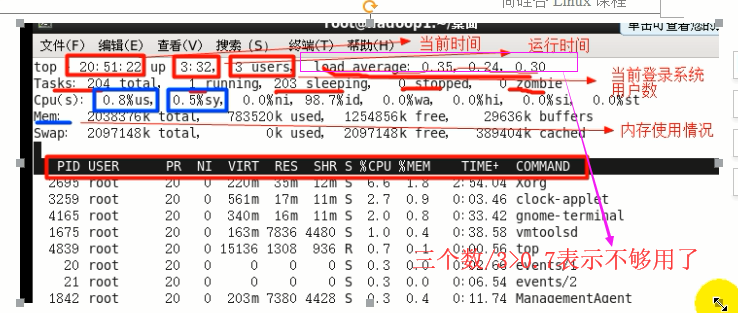 尚硅谷 Linux 课程
root@hadoop1:~/桌面
单击可查看您的
文件(F) 编辑(E) 查看(V) 搜索 (S) 终端(T) 帮助(H)
当前时间 运行时间
top 20:51:22 up 3:32, 3 users, load average: 0.35, 0.24, 0.30
Tasks: 204 total, 1 running, 203 sleeping, 0 stopped, 0 zombie
当前登录系统
用户数
Cpu(s): 0.8%us, 0.5%sy, 0.0%ni, 98.7%id, 0.0%wa, 0.0%hi, 0.0%si, 0.0%st
Mem: 2038376k total, 783520k used, 1254856k free, 29636k buffers
内存使用情况
Swap: 2097148k total, 0k used, 2097148k free, 389404k cached
PID USER PR NI VIRT RES SHR S %CPU %MEM TIME+ COMMAND
2695 root 20 0 220m 35m 12m S 6.6 1.8 2:54.04 Xorg
3259 root 20 0 561m 17m 11m S 2.7 0.9 0:03.46 clock-applet
4165 root 20 0 340m 16m 11m S 2.0 0.8 0:33.42 gnome-terminal
1675 root 20 0 163m 7836 4480 S 1.0 0.4 0:38.58 vmtoolsd
4839 root 20 0 15136 1308 936 R 0.7 0.1 0:00.56 top
三个数/3>0.7表示不够用了
20 root 20 0 0 0 0 S 0.3 0.0 0:02.66 events/1
21 root 20 0 0 0 0 S 0.3 0.0 0:06.54 events/2
1842 root 20 0 203m 7380 4428 S 0.3 0.4 0:11.74 ManagementAgent